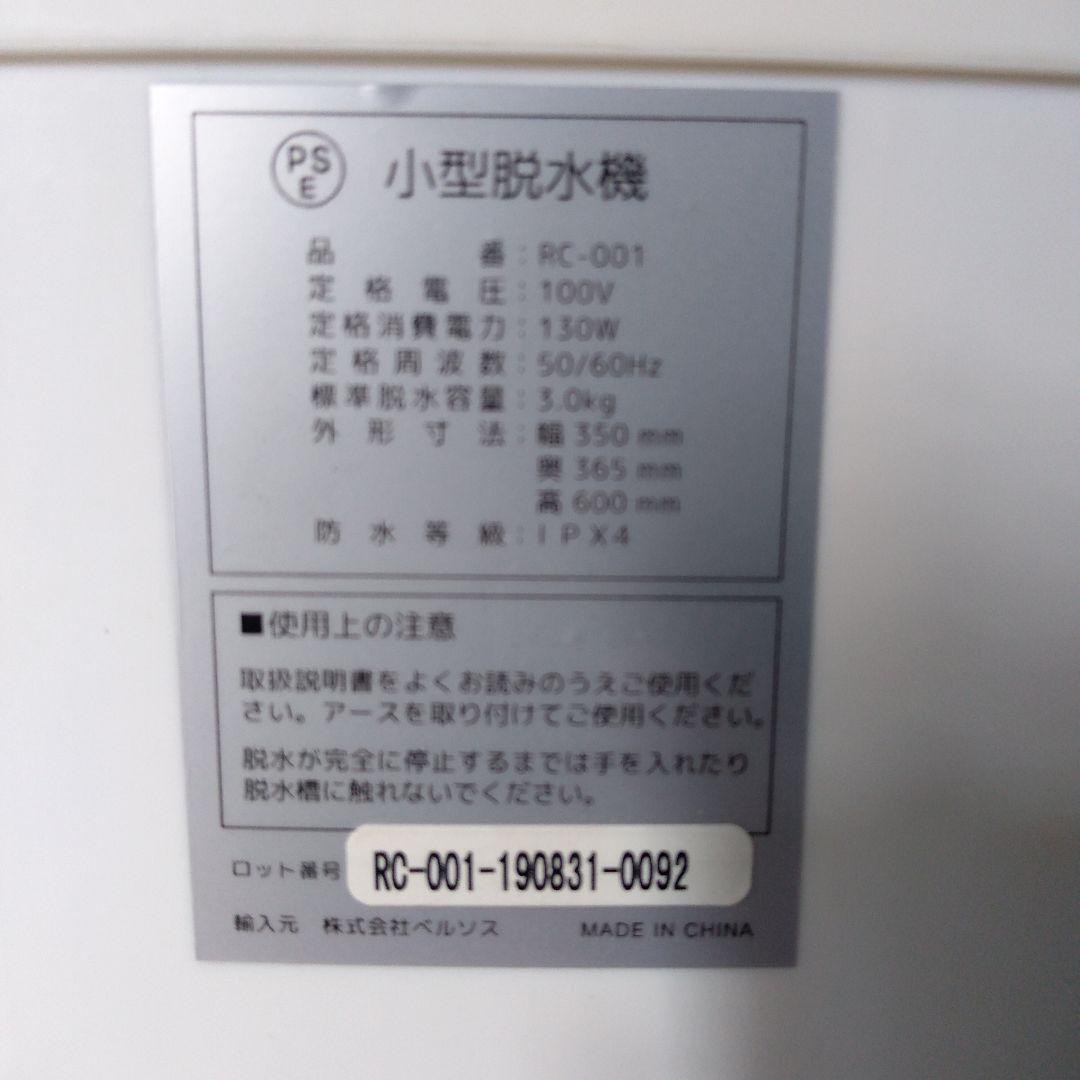 PS
E
小型脱水機
品番：RC-001
定格電圧：100V
定格消費電力：130W
定格周波数：50/60Hz
標準脱水容量：3.0kg
外形寸法：幅 350 mm
奥 365 mm
高 600 mm
防水等級：IPX4
■使用上の注意
取扱説明書をよくお読みのうえご使用くだ
さい。アースを取り付けてご使用ください。
脱水が完全に停止するまでは手を入れたり
脱水槽に触れないでください。
ロット番号 RC-001-190831-0092
輸入元 株式会社ベルソス MADE IN CHINA